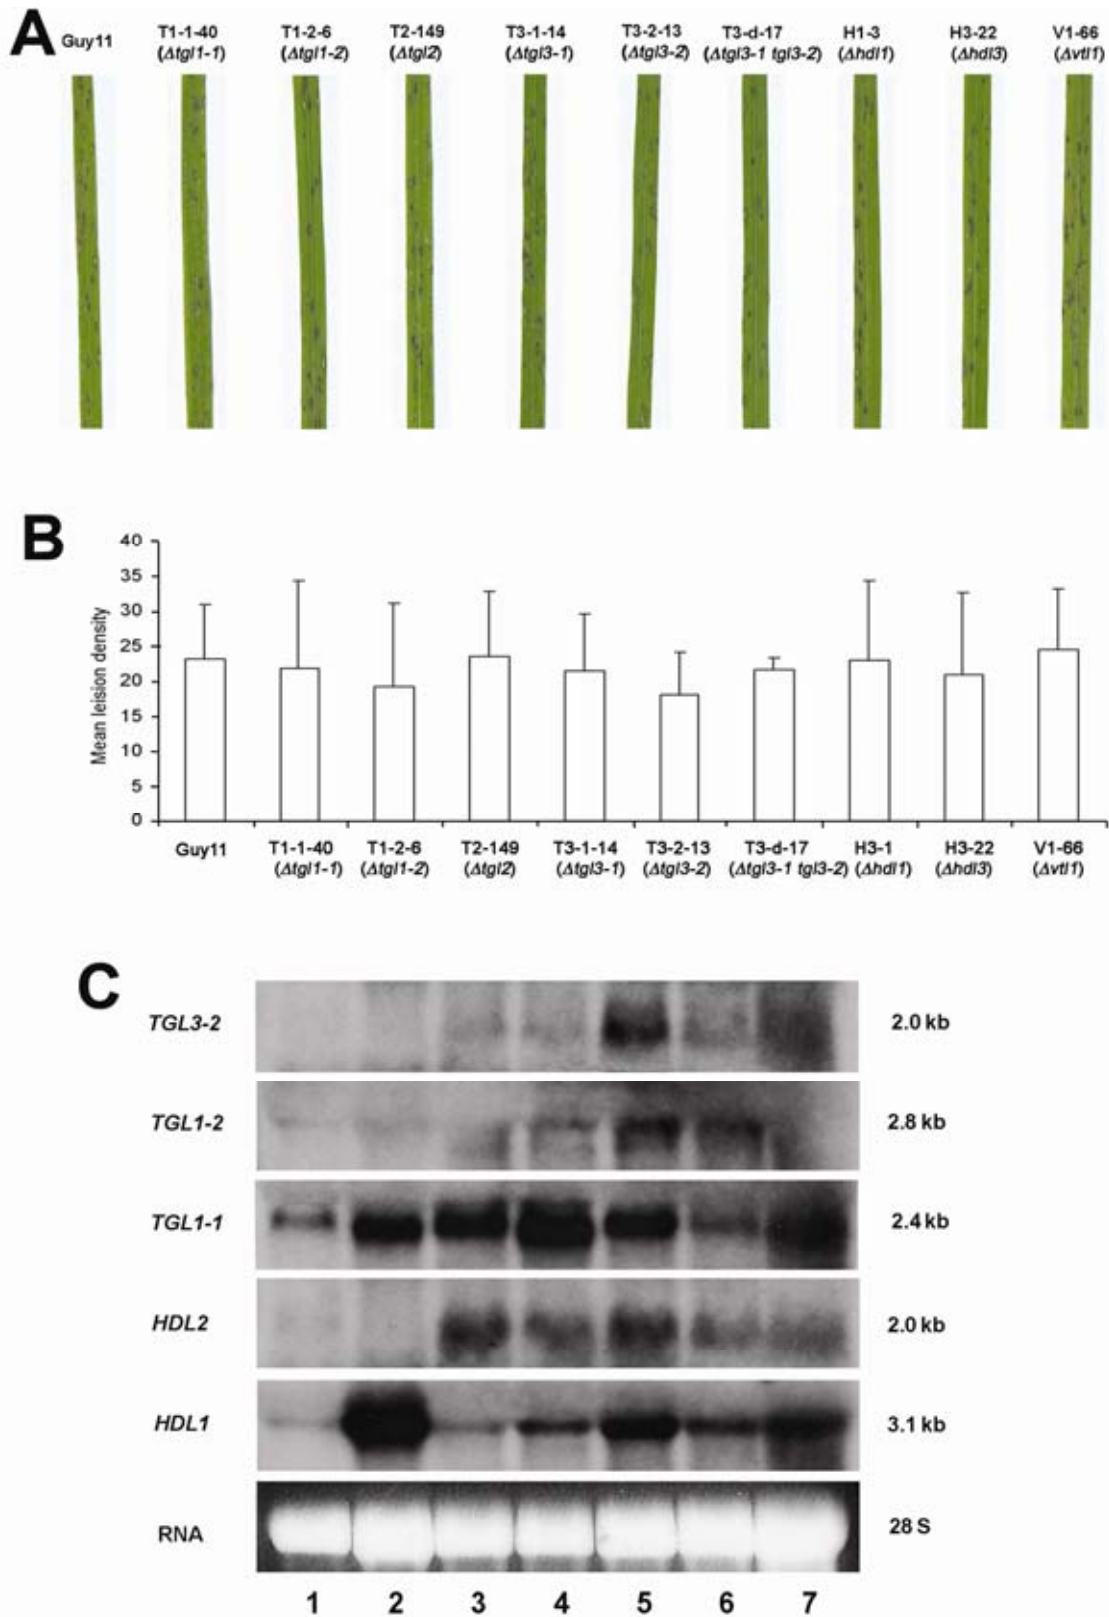 A
Guy11 T1-1-40 T1-2-6 T2-149 T3-1-14 T3-2-13 T3-d-17 H1-3 H3-22 V1-66
(Δtgl1-1) (Δtgl1-2) (Δtgl2) (Δtgl3-1) (Δtgl3-2) (Δtgl3-1 tgl3-2) (Δhdl1) (Δhdl3) (Δvtl1)
B
Mean leision density
40
35
30
25
20
15
10
5
0
Guy11 T1-1-40 T1-2-6 T2-149 T3-1-14 T3-2-13 T3-d-17 H3-1 H3-22 V1-66
(Δtgl1-1) (Δtgl1-2) (Δtgl2) (Δtgl3-1) (Δtgl3-2) (Δtgl3-1 tgl3-2) (Δhdl1) (Δhdl3) (Δvtl1)
C
TGL3-2 2.0 kb
TGL1-2 2.8 kb
TGL1-1 2.4 kb
HDL2 2.0 kb
HDL1 3.1 kb
RNA 28 S
1 2 3 4 5 6 7